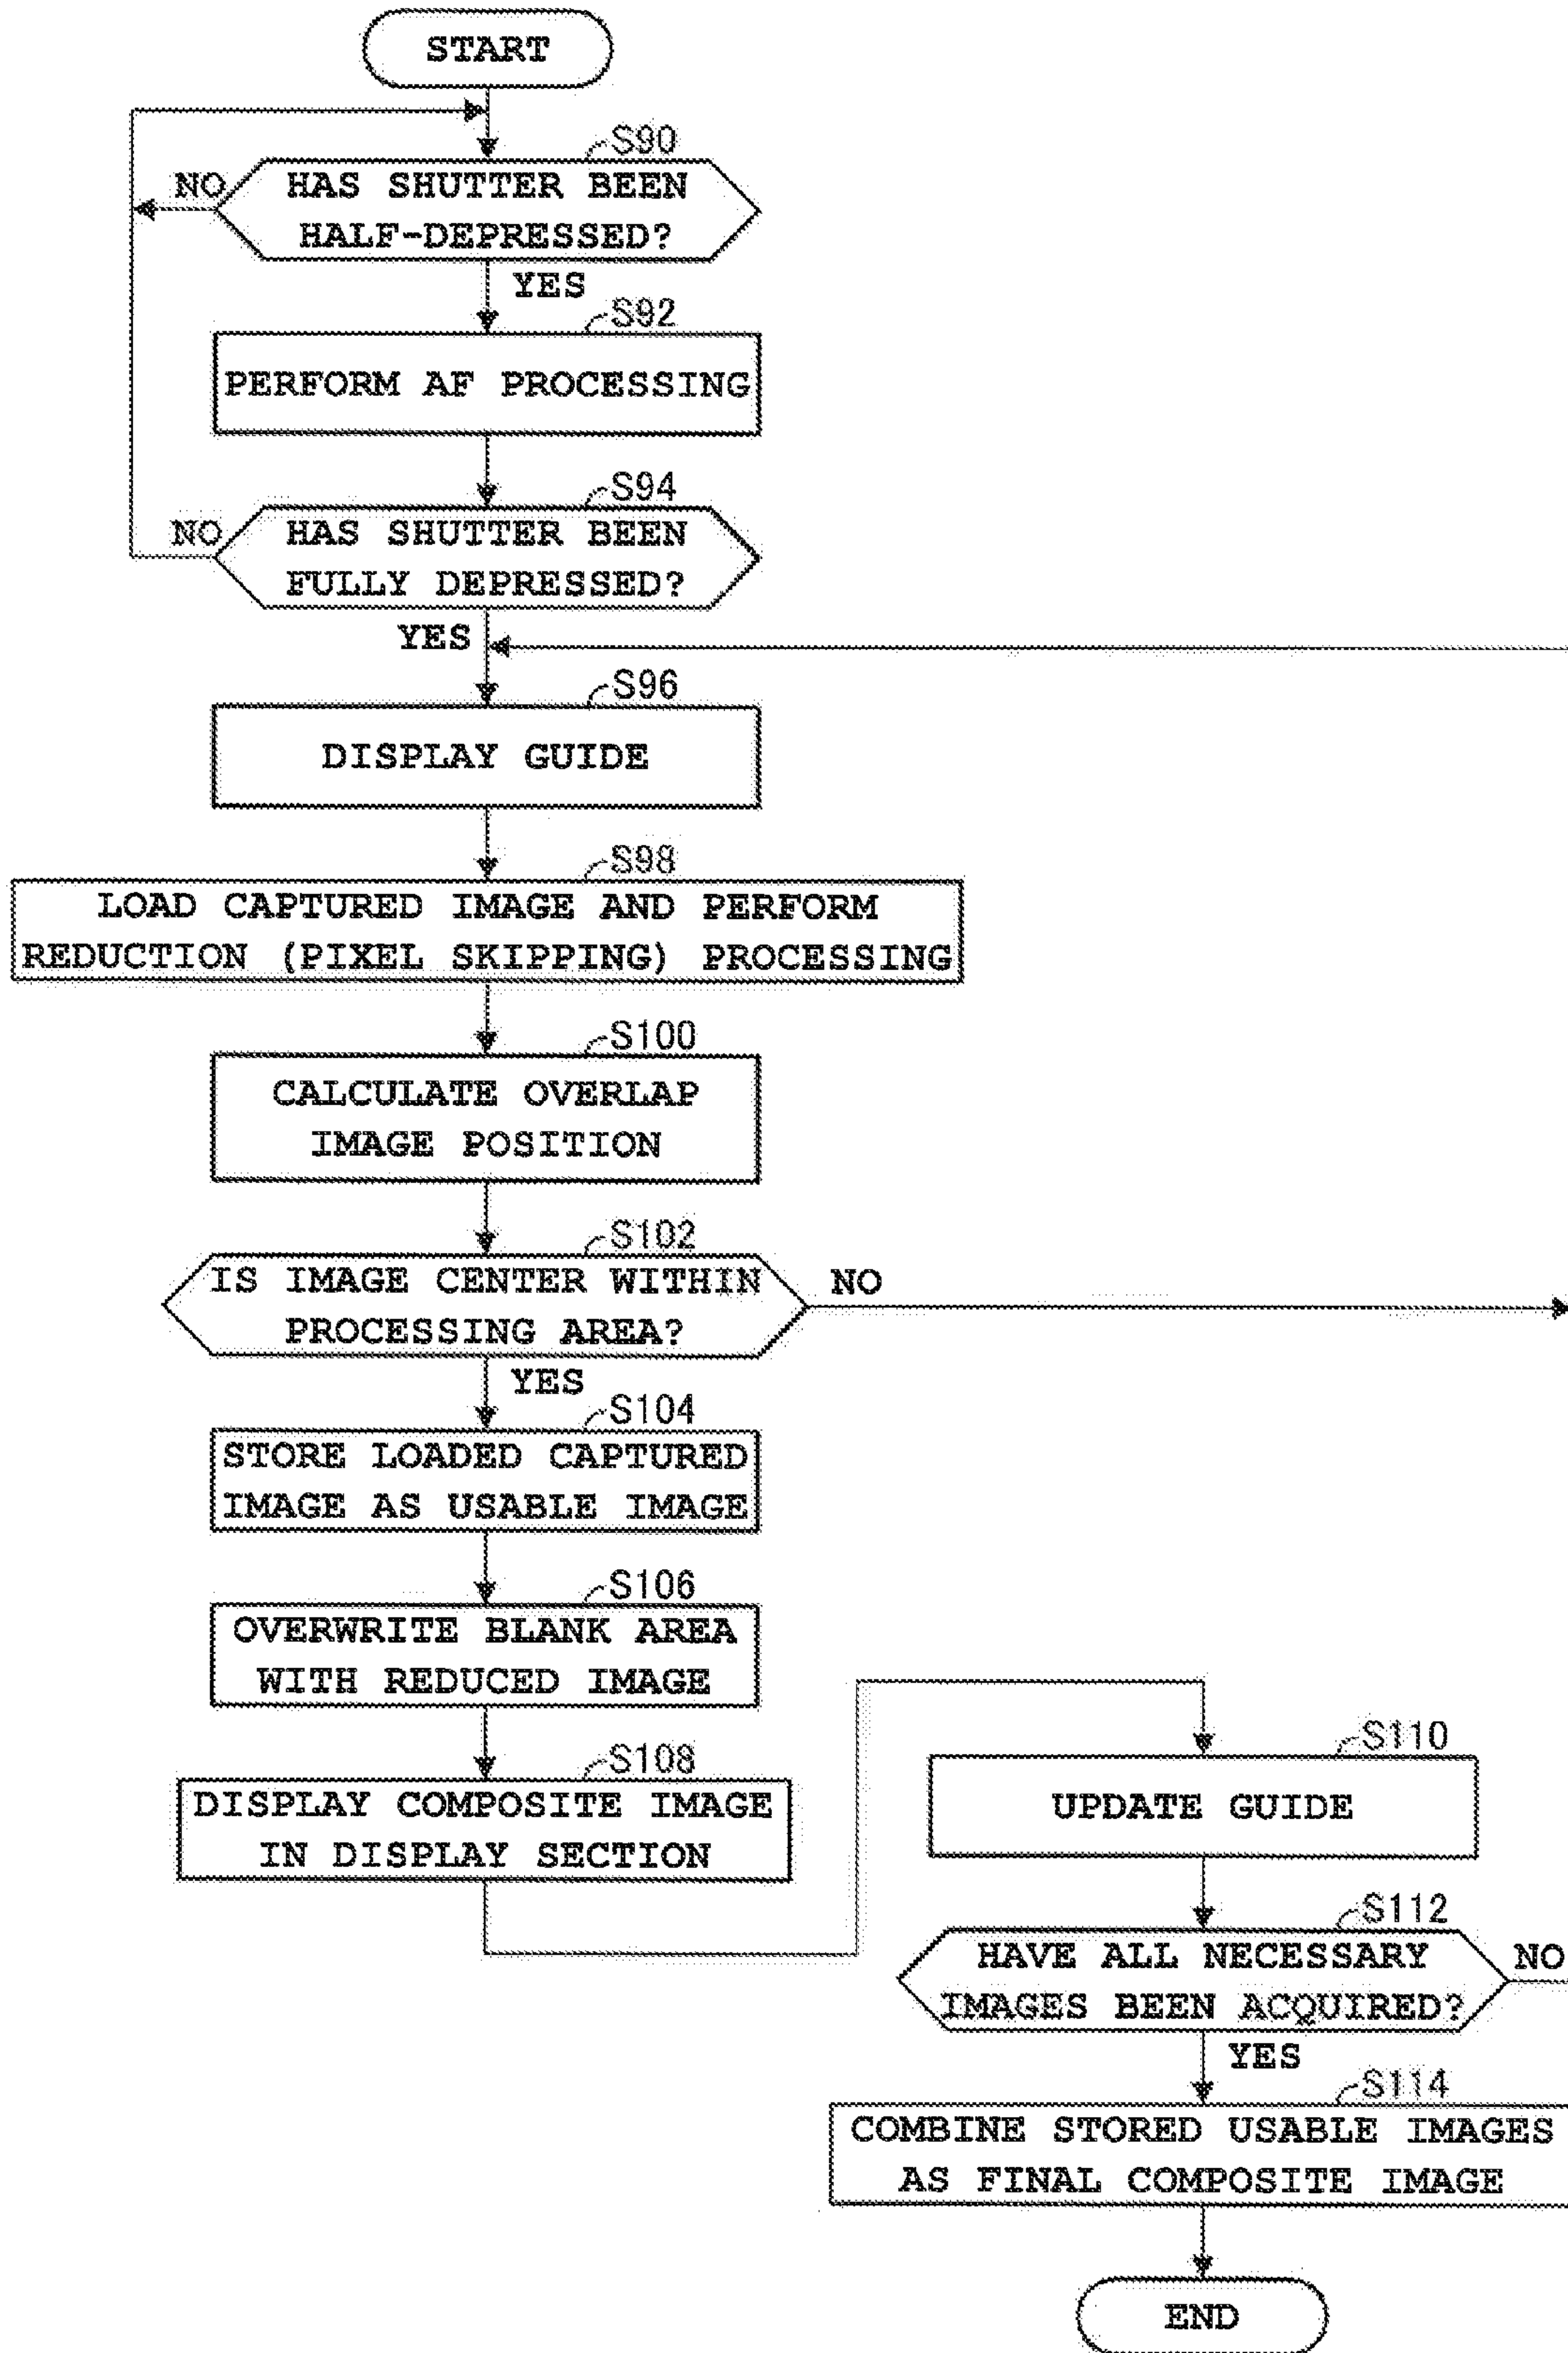 START
S90
NO
HAS SHUTTER BEEN
HALF-DEPRESSED?
YES
S92
PERFORM AF PROCESSING
S94
NO
HAS SHUTTER BEEN
FULLY DEPRESSED?
YES
S96
DISPLAY GUIDE
S98
LOAD CAPTURED IMAGE AND PERFORM
REDUCTION (PIXEL SKIPPING) PROCESSING
S100
CALCULATE OVERLAP
IMAGE POSITION
S102
IS IMAGE CENTER WITHIN
PROCESSING AREA?
NO
YES
S104
STORE LOADED CAPTURED
IMAGE AS USABLE IMAGE
S106
OVERWRITE BLANK AREA
WITH REDUCED IMAGE
S108
DISPLAY COMPOSITE IMAGE
IN DISPLAY SECTION
S110
UPDATE GUIDE
S112
HAVE ALL NECESSARY
IMAGES BEEN ACQUIRED?
NO
YES
S114
COMBINE STORED USABLE IMAGES
AS FINAL COMPOSITE IMAGE
END